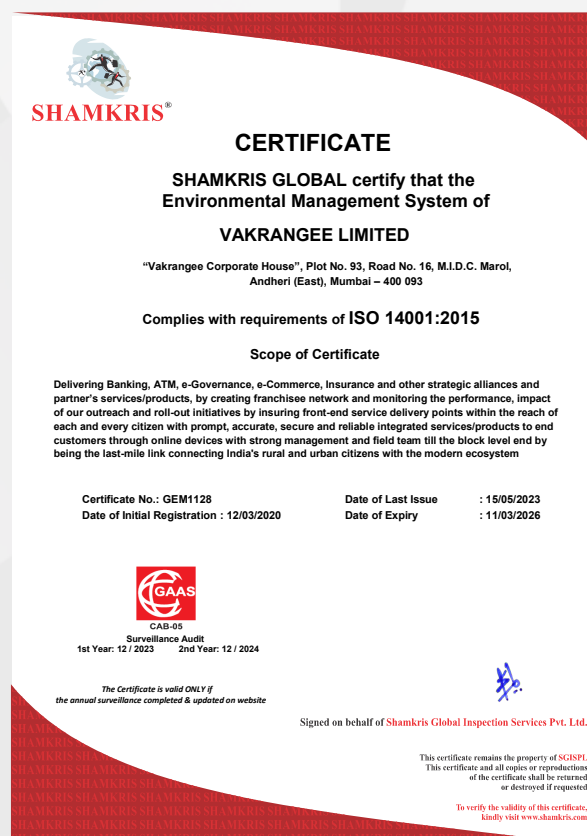 SHAMKRIS®
CERTIFICATE
SHAMKRIS GLOBAL certify that the
Environmental Management System of
VAKRANGEE LIMITED
“Vakrangee Corporate House”, Plot No. 93, Road No. 16, M.I.D.C. Marol,
Andheri (East), Mumbai – 400 093
Complies with requirements of ISO 14001:2015
Scope of Certificate
Delivering Banking, ATM, e-Governance, e-Commerce, Insurance and other strategic alliances and
partner's services/products, by creating franchisee network and monitoring the performance, impact
of our outreach and roll-out initiatives by insuring front-end service delivery points within the reach of
each and every citizen with prompt, accurate, secure and reliable integrated services/products to end
customers through online devices with strong management and field team till the block level end by
being the last-mile link connecting India's rural and urban citizens with the modern ecosystem
Certificate No.: GEM1128 Date of Last Issue : 15/05/2023
Date of Initial Registration : 12/03/2020 Date of Expiry : 11/03/2026
GAAS
CAB-05
Surveillance Audit
1st Year: 12 / 2023 2nd Year: 12 / 2024
The Certificate is valid ONLY if
the annual surveillance completed & updated on website
Signed on behalf of Shamkris Global Inspection Services Pvt. Ltd.
This certificate remains the property of SGISPL
This certificate and all copies or reproductions
of the certificate shall be returned
or destroyed if requested
To verify the validity of this certificate,
kindly visit www.shamkris.com